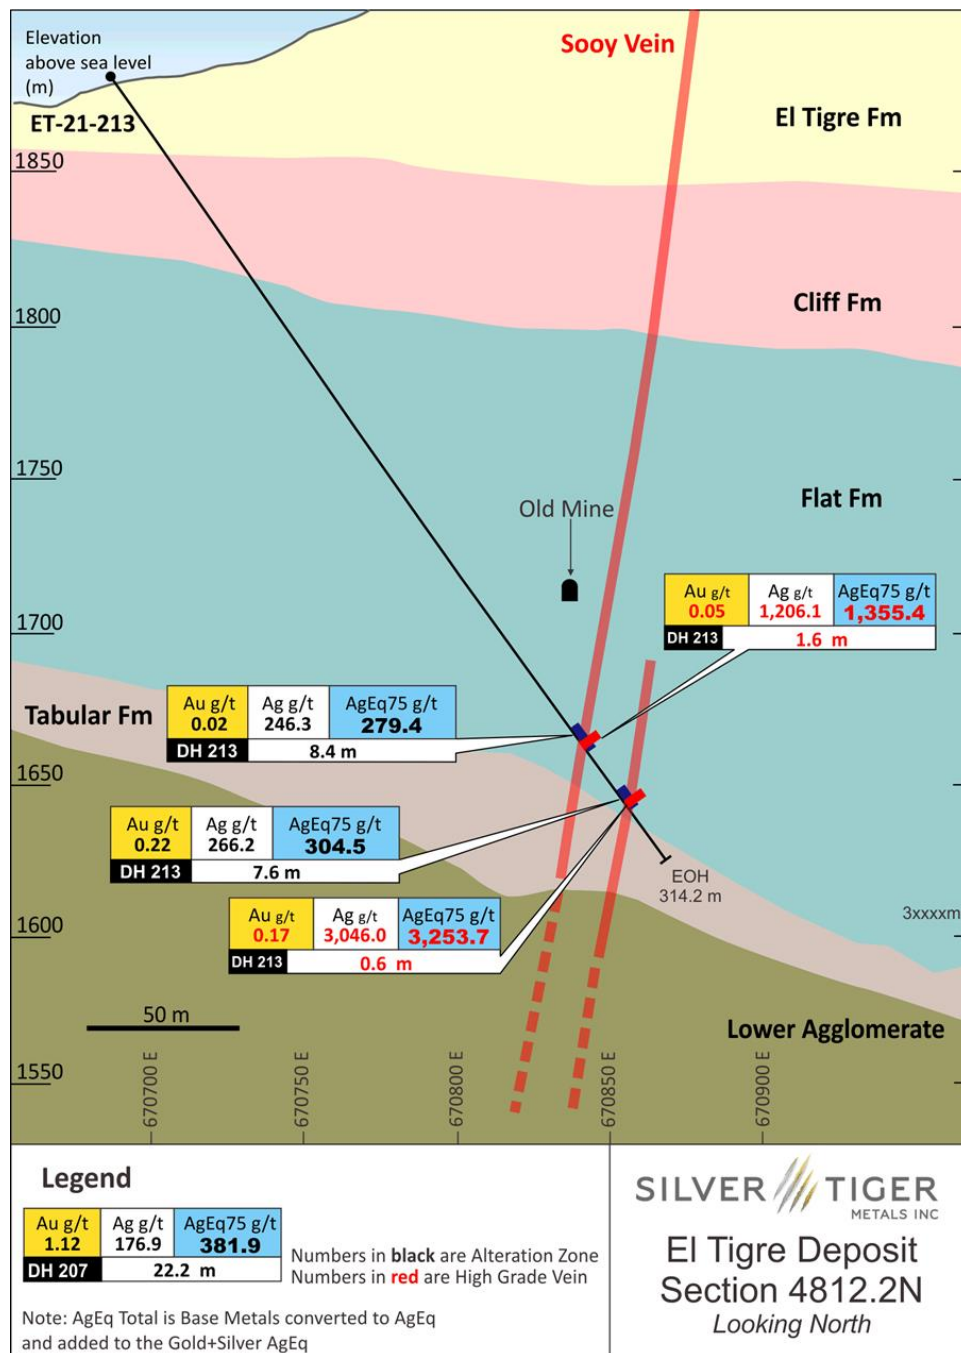 Elevation
above sea level
(m)
Sooy Vein
ET-21-213
El Tigre Fm
1850
Cliff Fm
1800
1750
Flat Fm
Old Mine
Au g/t Ag g/t AgEq75 g/t
0.05 1,206.1 1,355.4
DH 213 1.6 m
1700
Tabular Fm
Au g/t Ag g/t AgEq75 g/t
0.02 246.3 279.4
DH 213 8.4 m
1650
Au g/t Ag g/t AgEq75 g/t
0.22 266.2 304.5
DH 213 7.6 m
EOH
314.2 m
Au g/t Ag g/t AgEq75 g/t
0.17 3,046.0 3,253.7
DH 213 0.6 m
3xxxxm
1600
50 m
Lower Agglomerate
1550
670700 E
670750 E
670800 E
670850 E
670900 E
Legend
Au g/t Ag g/t AgEq75 g/t
1.12 176.9 381.9
DH 207 22.2 m
Numbers in black are Alteration Zone
Numbers in red are High Grade Vein
Note: AgEq Total is Base Metals converted to AgEq
and added to the Gold+Silver AgEq
SILVER TIGER
METALS INC
El Tigre Deposit
Section 4812.2N
Looking North